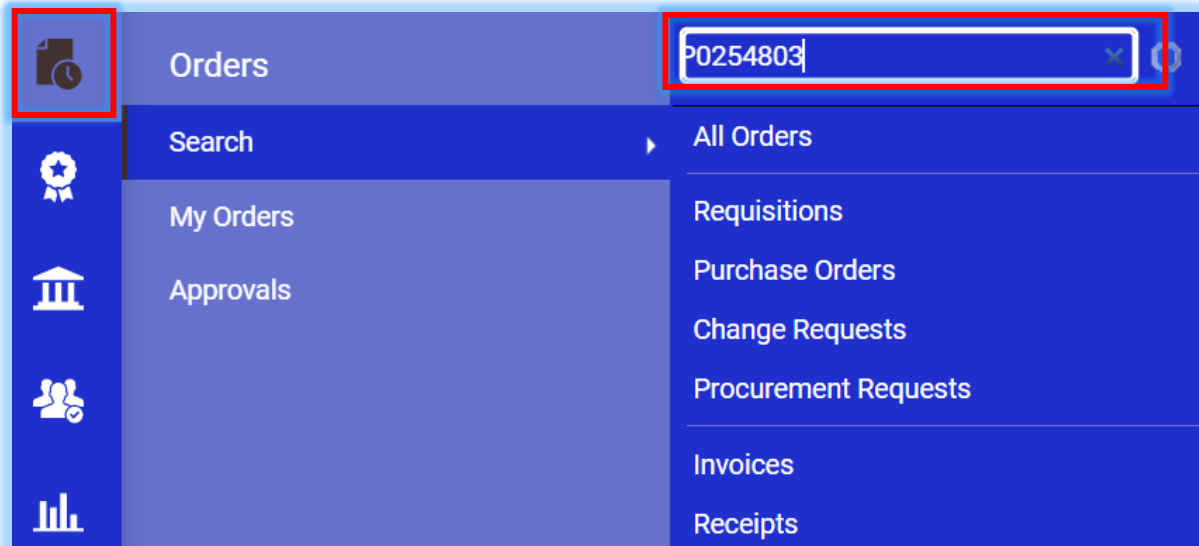 Orders
Search
My Orders
Approvals
P0254803
All Orders
Requisitions
Purchase Orders
Change Requests
Procurement Requests
Invoices
Receipts